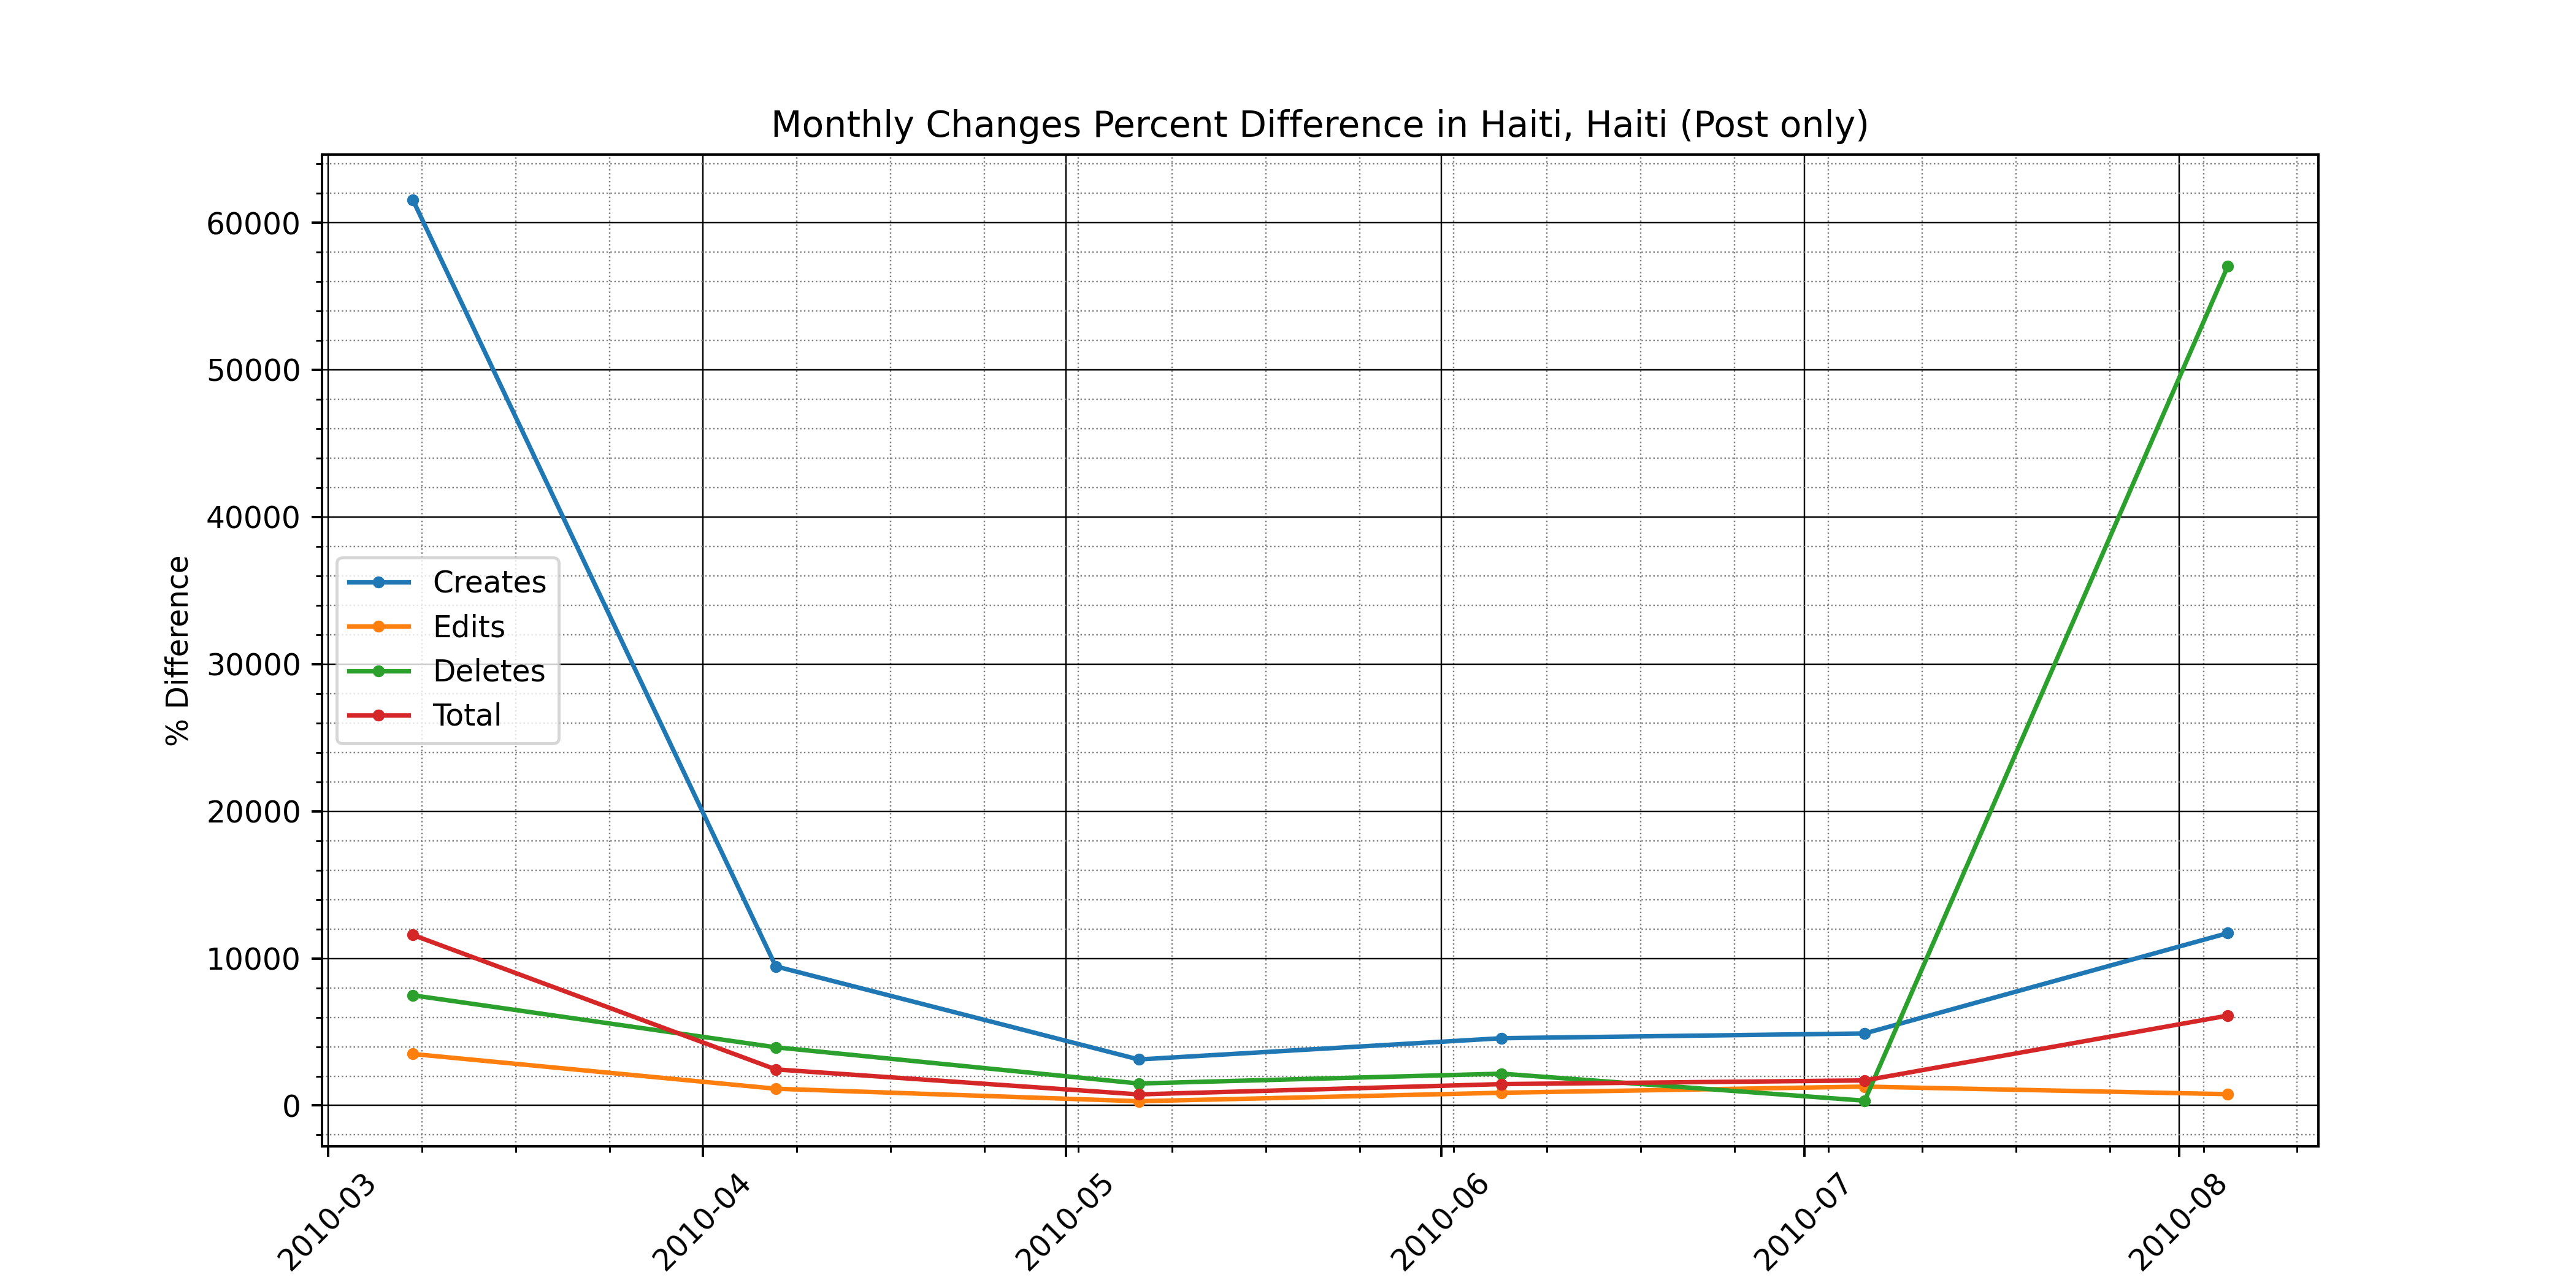 Monthly Changes Percent Difference in Haiti, Haiti (Post only)
% Difference
60000
50000
40000
30000
20000
10000
0
Creates
Edits
Deletes
Total
2010-03
2010-04
2010-05
2010-06
2010-07
2010-08